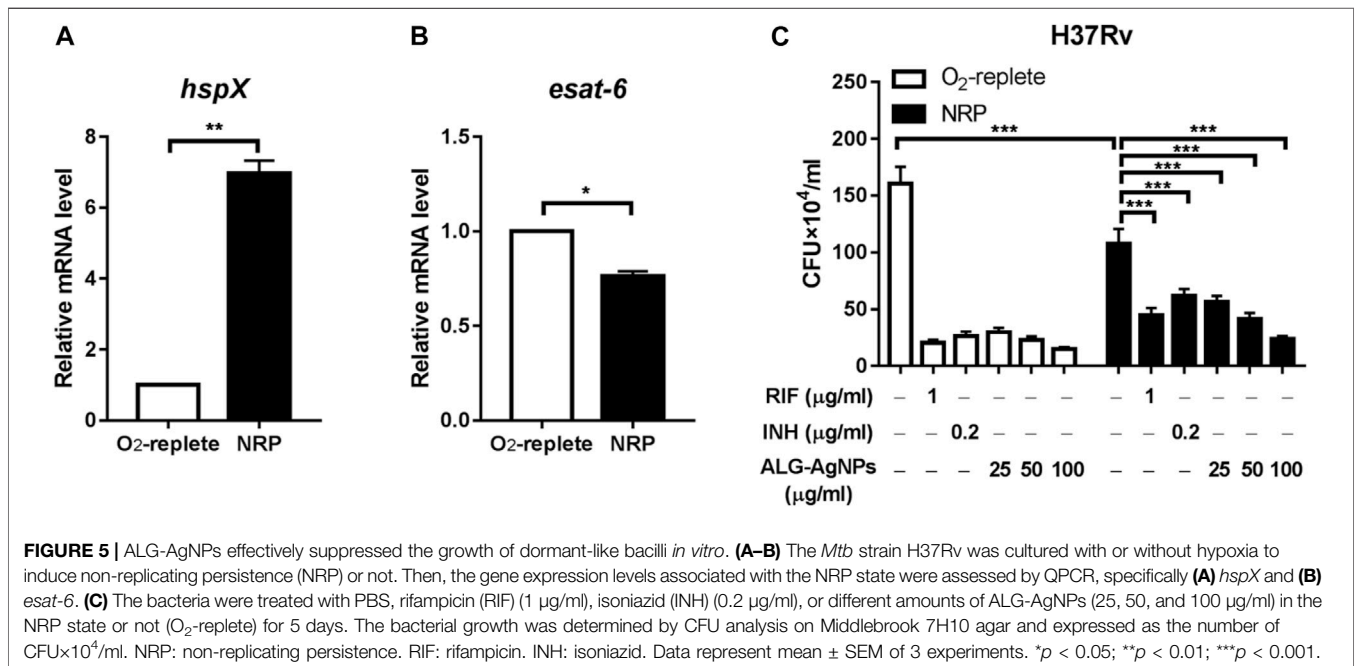 A
hspX
**
Relative mRNA level
8
6
4
2
0
O2-replete NRP
B
esat-6
*
Relative mRNA level
1.5
1.0
0.5
0.0
O2-replete NRP
C
H37Rv
O₂-replete
NRP
CFU×10⁴/ml
250
200
150
100
50
0
***
***
***
***
***
***
RIF (μg/ml) – 1 – – – – – 1 – – – –
INH (μg/ml) – – 0.2 – – – – – 0.2 – – –
ALG-AgNPs – – – 25 50 100 – – – 25 50 100
(μg/ml)
FIGURE 5 | ALG-AgNPs effectively suppressed the growth of dormant-like bacilli in vitro. (A–B) The Mtb strain H37Rv was cultured with or without hypoxia to
induce non-replicating persistence (NRP) or not. Then, the gene expression levels associated with the NRP state were assessed by QPCR, specifically (A) hspX and (B)
esat-6. (C) The bacteria were treated with PBS, rifampicin (RIF) (1 μg/ml), isoniazid (INH) (0.2 μg/ml), or different amounts of ALG-AgNPs (25, 50, and 100 μg/ml) in the
NRP state or not (O₂-replete) for 5 days. The bacterial growth was determined by CFU analysis on Middlebrook 7H10 agar and expressed as the number of
CFU×10⁴/ml. NRP: non-replicating persistence. RIF: rifampicin. INH: isoniazid. Data represent mean ± SEM of 3 experiments. *p < 0.05; **p < 0.01; ***p < 0.001.